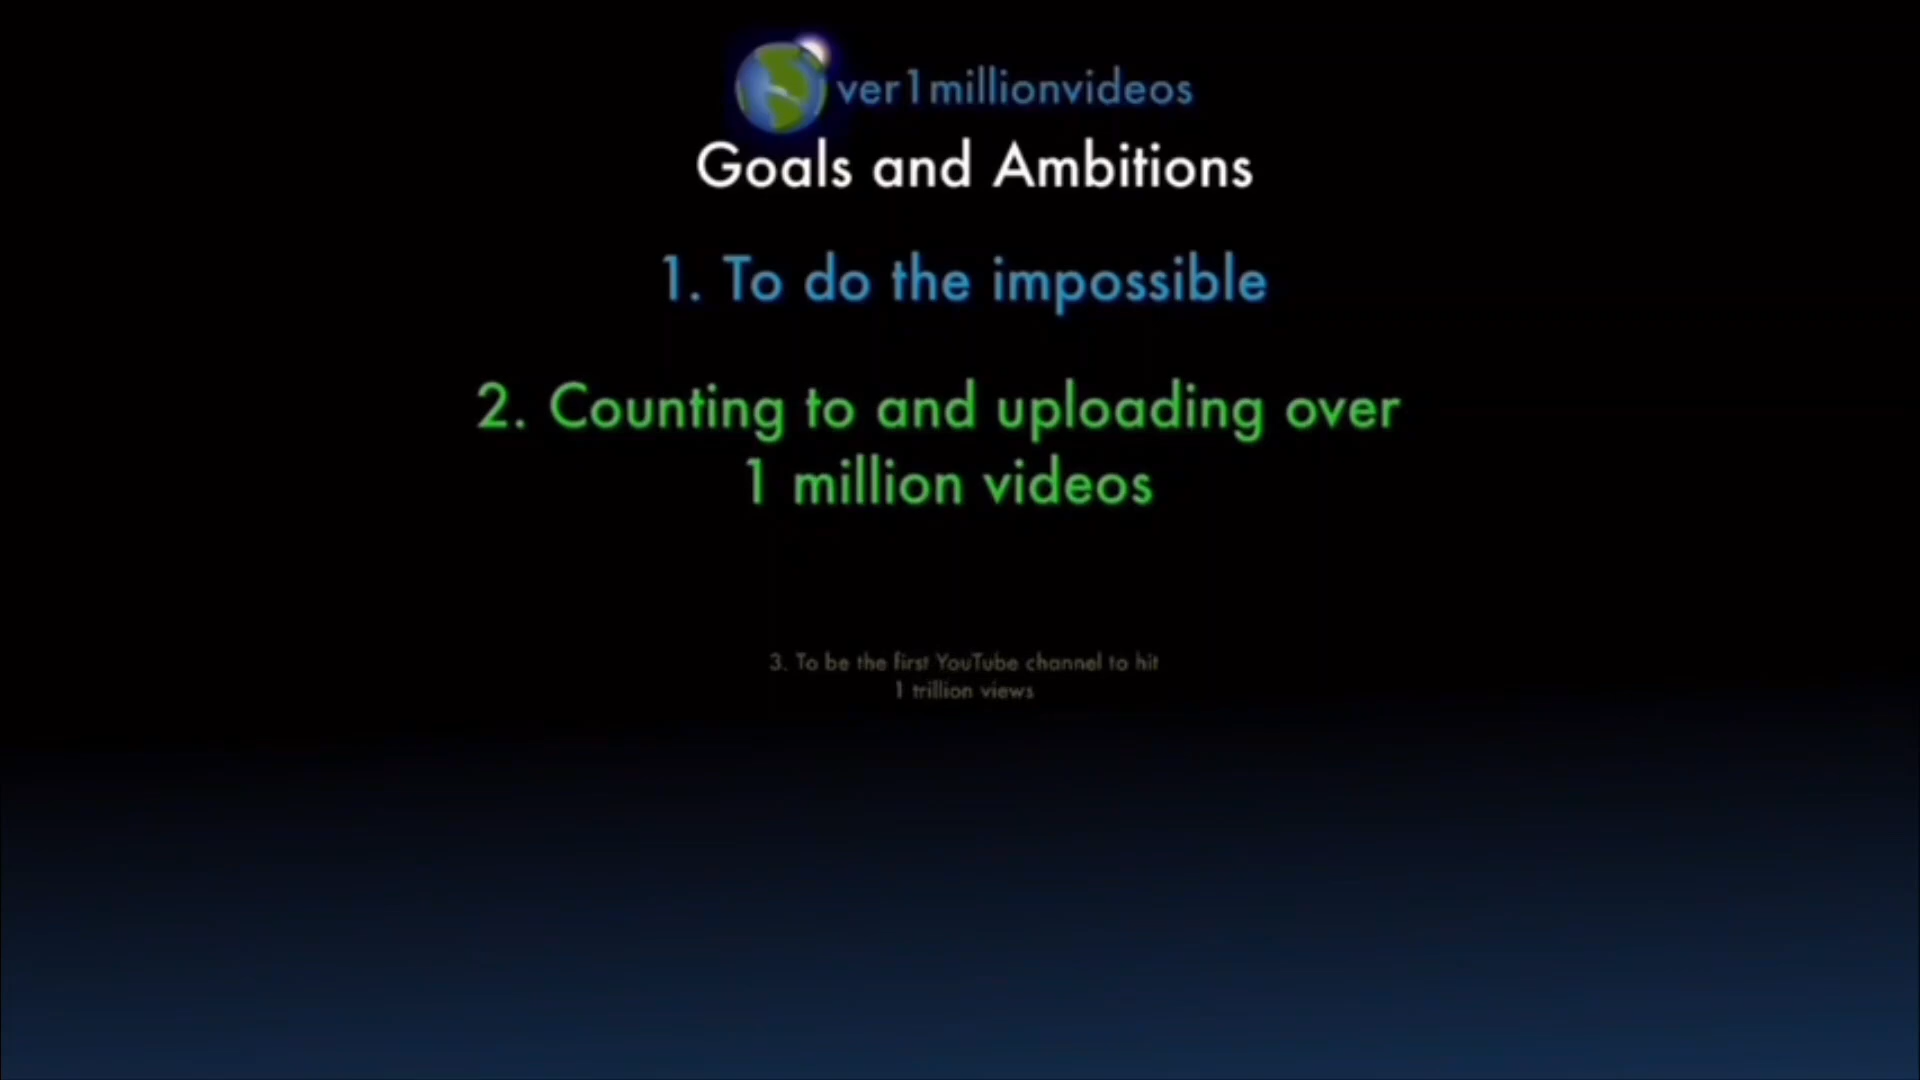 ver1millionvideos
Goals and Ambitions
1. To do the impossible
2. Counting to and uploading over
1 million videos
3. To be the first YouTube channel to hit
1 trillion views